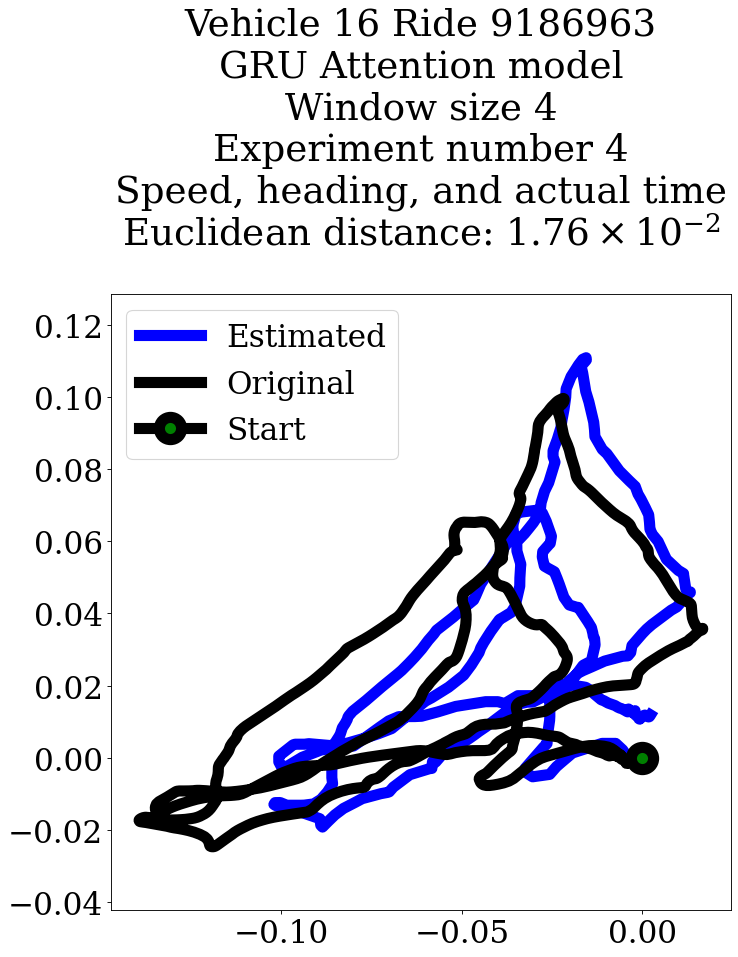 Vehicle 16 Ride 9186963
GRU Attention model
Window size 4
Experiment number 4
Speed, heading, and actual time
Euclidean distance: 1.76 × 10⁻²
Estimated
Original
Start
0.12
0.10
0.08
0.06
0.04
0.02
0.00
−0.02
−0.04
−0.10
−0.05
0.00